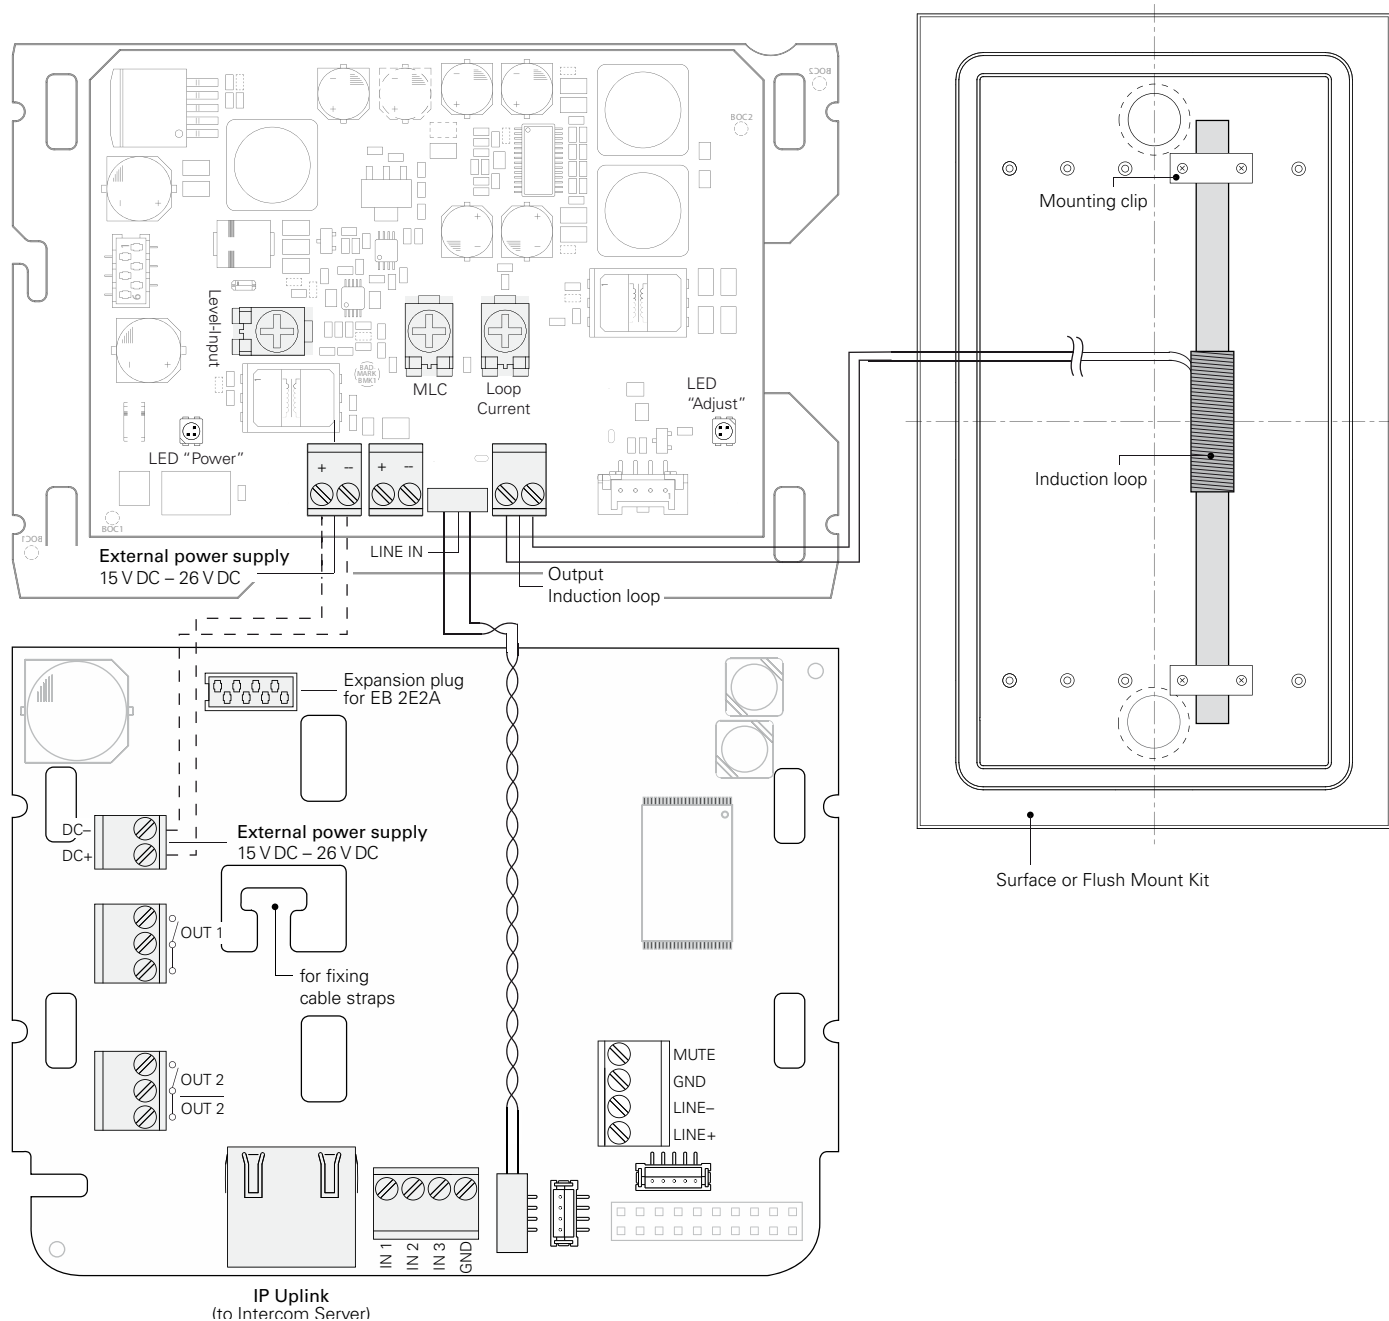 BOC2
BOC2
Mounting clip
Level-Input
BAD
MARK
BMK1
MLC
Loop
Current
LED
"Adjust"
LED "Power"
+ --
+ --
Induction loop
BOC1
BOC1
External power supply
15 V DC – 26 V DC
LINE IN
Output
Induction loop
Expansion plug
for EB 2E2A
DC–
DC+
External power supply
15 V DC – 26 V DC
Surface or Flush Mount Kit
OUT 1
for fixing
cable straps
OUT 2
OUT 2
MUTE
GND
LINE–
LINE+
IN 1
IN 2
IN 3
GND
IP Uplink
(to Intercom Server)